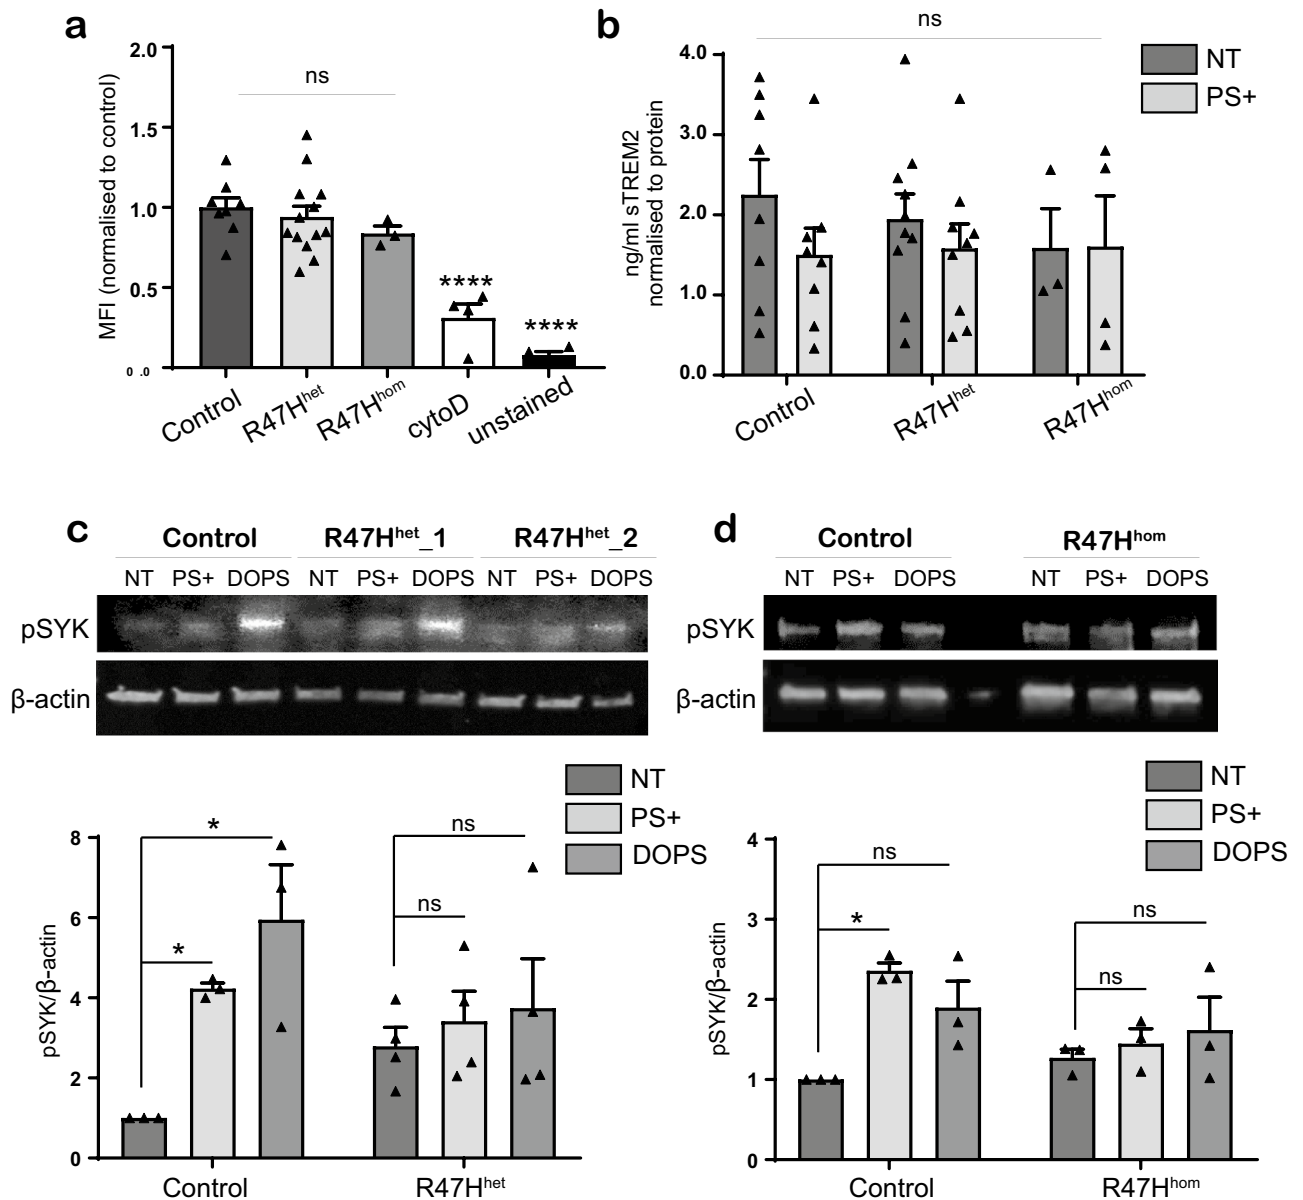 a
MFI (normalised to control)
2.0
1.5
1.0
0.5
0 .0
ns
****
****
Control
R47Hhet
R47Hhom
cytoD
unstained
b
ng/ml sTREM2
normalised to protein
4.0
3.0
2.0
1.0
0.0
ns
NT
PS+
Control
R47Hhet
R47Hhom
c
Control R47Hhet_1 R47Hhet_2
NT PS+ DOPS NT PS+ DOPS NT PS+ DOPS
pSYK
β-actin
NT
PS+
DOPS
pSYK/β-actin
8
6
4
2
0
*
*
ns
ns
Control R47Hhet
d
Control R47Hhom
NT PS+ DOPS NT PS+ DOPS
pSYK
β-actin
NT
PS+
DOPS
pSYK/β-actin
4
3
2
1
0
ns
*
ns
ns
Control R47Hhom